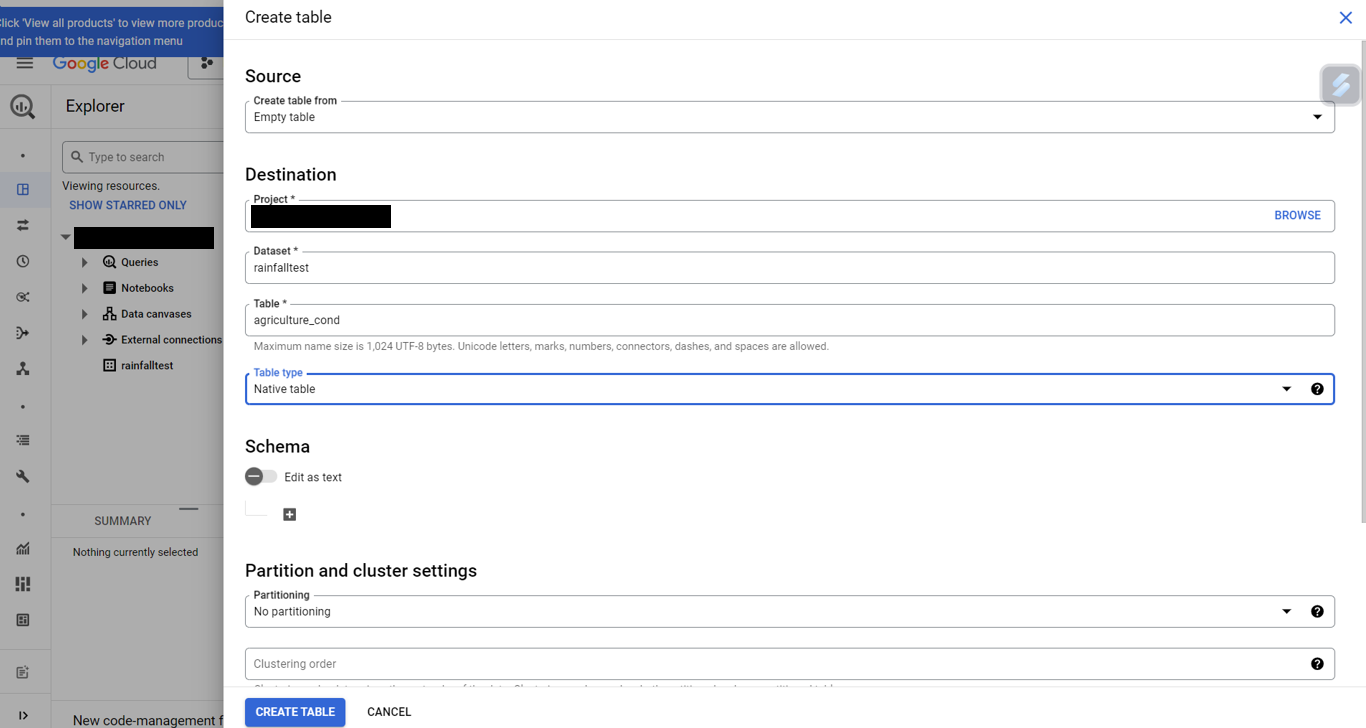 Click 'View all products' to view more produc
nd pin them to the navigation menu
Google Cloud
Explorer
Type to search
Viewing resources.
SHOW STARRED ONLY
Queries
Notebooks
Data canvases
External connections
rainfalltest
SUMMARY
Nothing currently selected
New code-management f
Create table
Source
Create table from
Empty table
Destination
Project *
BROWSE
Dataset *
rainfalltest
Table *
agriculture_cond
Maximum name size is 1,024 UTF-8 bytes. Unicode letters, marks, numbers, connectors, dashes, and spaces are allowed.
Table type
Native table
Schema
Edit as text
Partition and cluster settings
Partitioning
No partitioning
Clustering order
CREATE TABLE
CANCEL